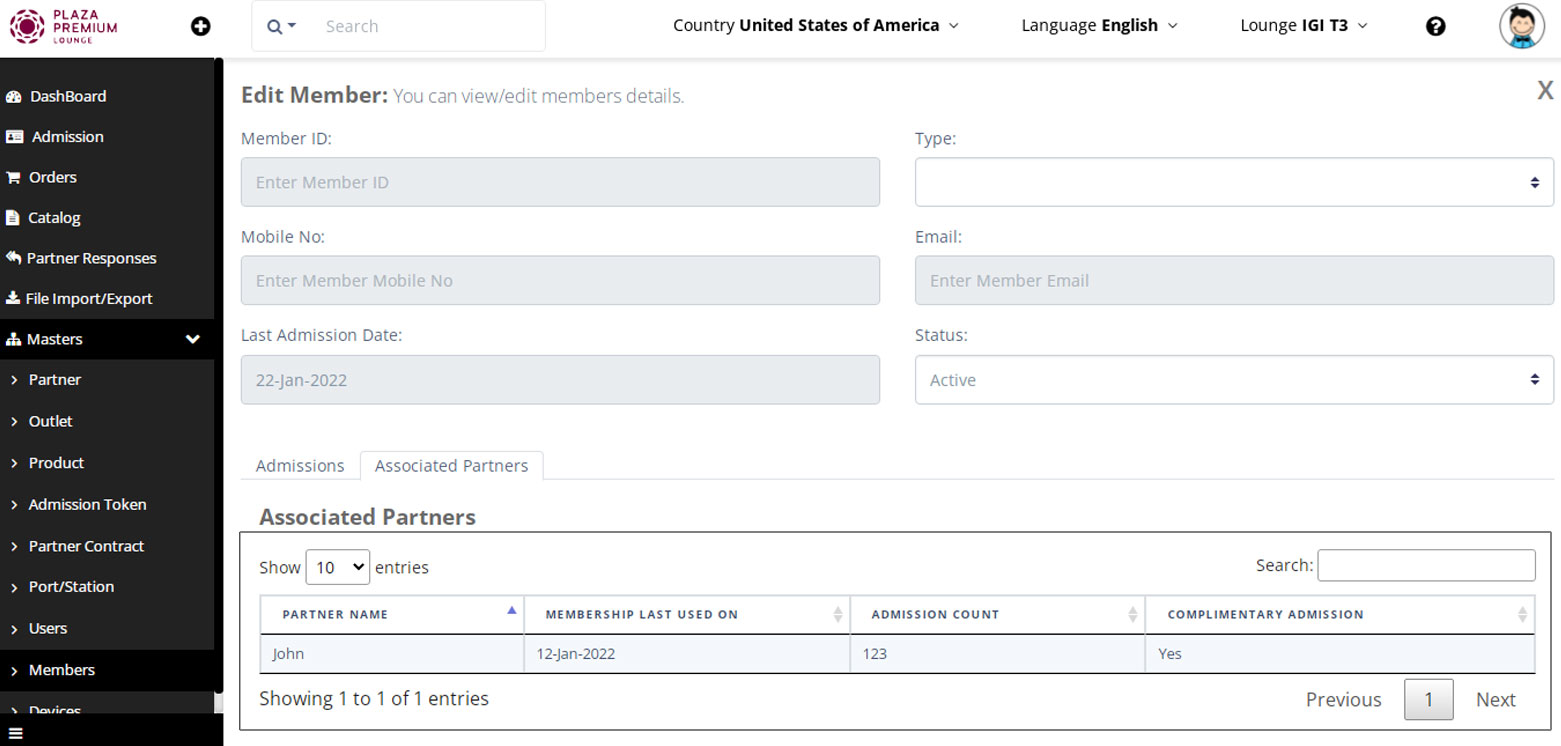 PLAZA
PREMIUM
LOUNGE
Search
Country United States of America
Language English
Lounge IGI T3
DashBoard
Admission
Orders
Catalog
Partner Responses
File Import/Export
Masters
Partner
Outlet
Product
Admission Token
Partner Contract
Port/Station
Users
Members
Devices
Edit Member: You can view/edit members details.
X
Member ID:
Enter Member ID
Type:
Mobile No:
Enter Member Mobile No
Email:
Enter Member Email
Last Admission Date:
22-Jan-2022
Status:
Active
Admissions
Associated Partners
Associated Partners
Show 10 entries
Search:
PARTNER NAME MEMBERSHIP LAST USED ON ADMISSION COUNT COMPLIMENTARY ADMISSION
John 12-Jan-2022 123 Yes
Showing 1 to 1 of 1 entries
Previous 1 Next